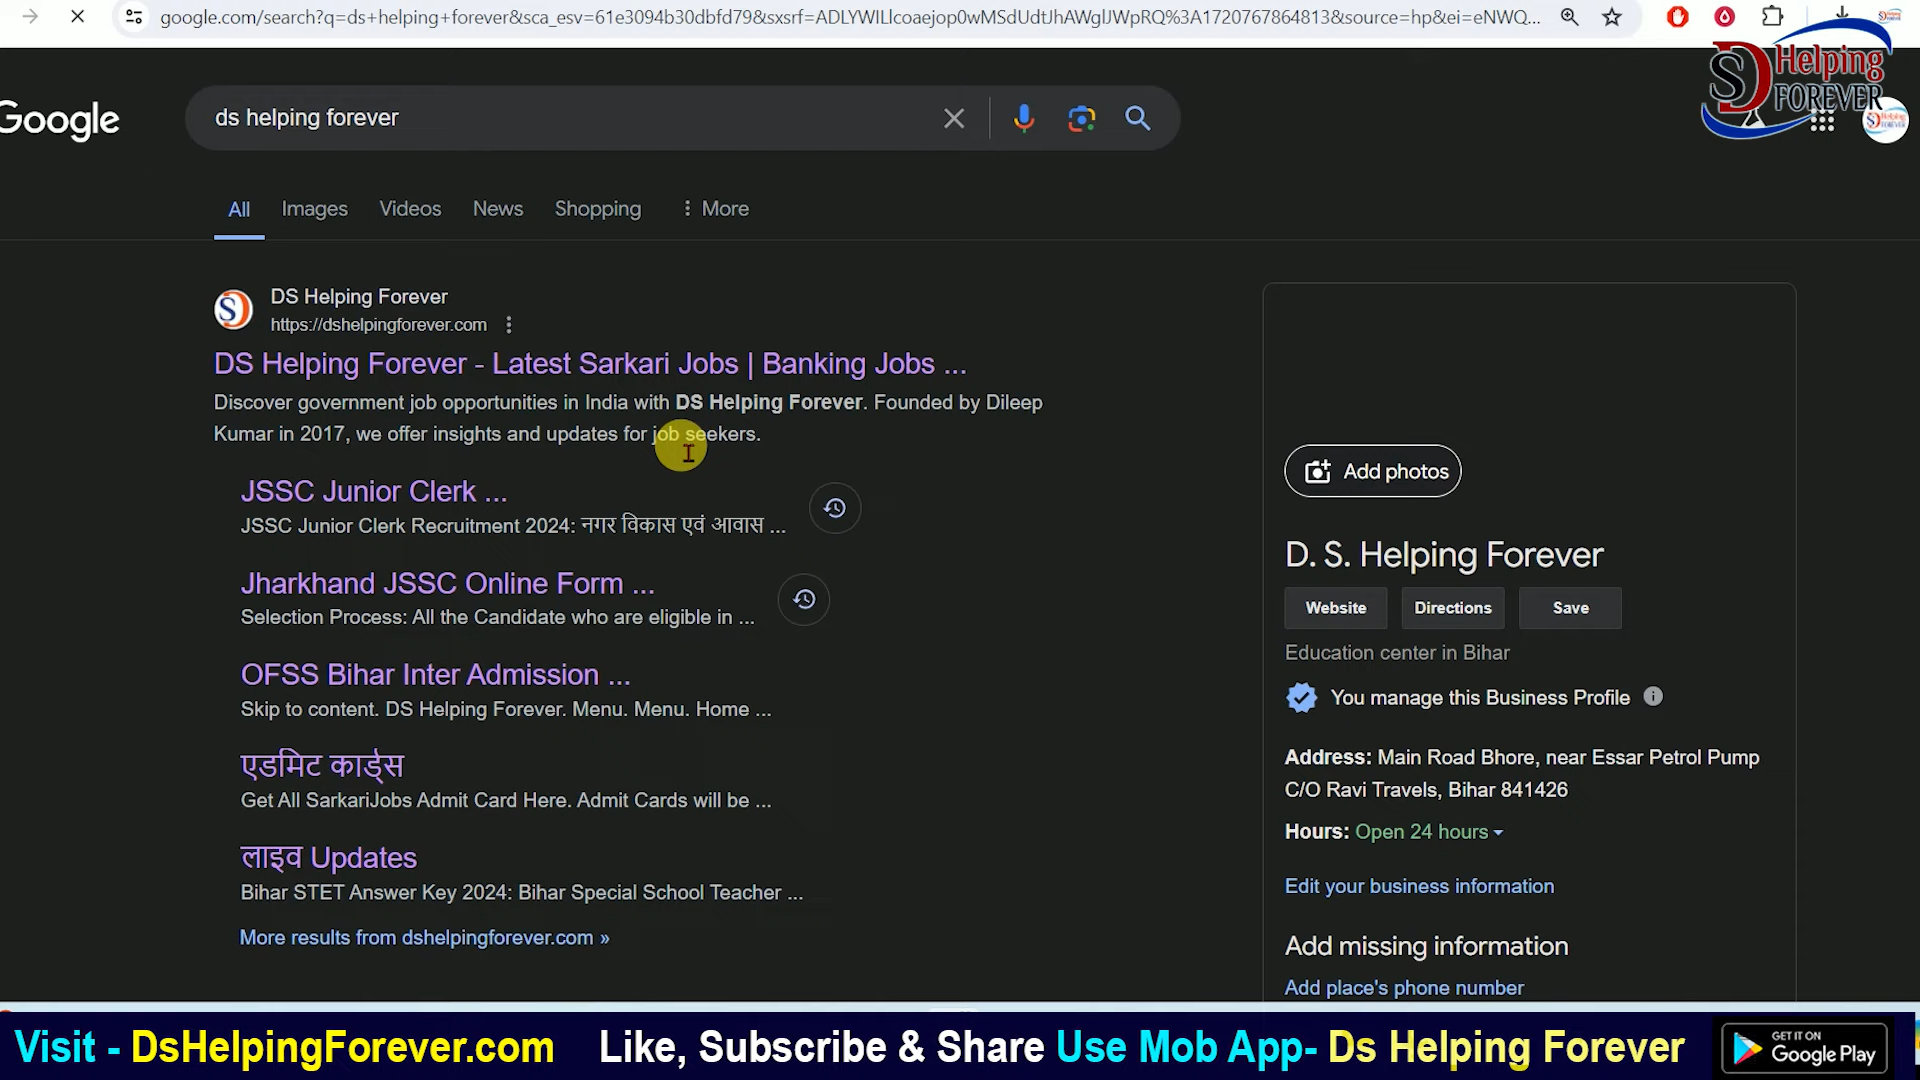 google.com/search?q=ds+helping+forever&sca_esv=61e3094b30dbfd79&sxsrf=ADLYWILlcoaejop0wMSdUdtJhAWglJWpRQ%3A1720767864813&source=hp&ei=eNWQ...
SD Helping FOREVER
Google
ds helping forever
All
Images
Videos
News
Shopping
More
DS Helping Forever
https://dshelpingforever.com
DS Helping Forever - Latest Sarkari Jobs | Banking Jobs ...
Discover government job opportunities in India with DS Helping Forever. Founded by Dileep
Kumar in 2017, we offer insights and updates for job seekers.
JSSC Junior Clerk ...
JSSC Junior Clerk Recruitment 2024: नगर विकास एवं आवास ...
Jharkhand JSSC Online Form ...
Selection Process: All the Candidate who are eligible in ...
OFSS Bihar Inter Admission ...
Skip to content. DS Helping Forever. Menu. Menu. Home ...
एडमिट कार्ड्स
Get All SarkariJobs Admit Card Here. Admit Cards will be ...
लाइव Updates
Bihar STET Answer Key 2024: Bihar Special School Teacher ...
More results from dshelpingforever.com »
Add photos
D. S. Helping Forever
Website
Directions
Save
Education center in Bihar
You manage this Business Profile
Address: Main Road Bhore, near Essar Petrol Pump
C/O Ravi Travels, Bihar 841426
Hours: Open 24 hours
Edit your business information
Add missing information
Add place's phone number
Visit - DsHelpingForever.com Like, Subscribe & Share Use Mob App- Ds Helping Forever
GET IT ON
Google Play